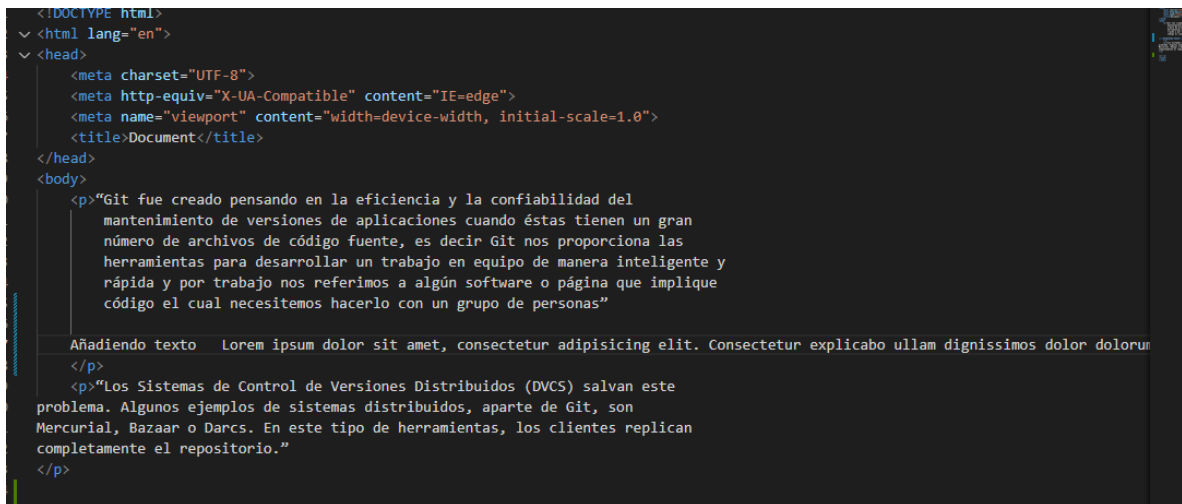 <!DOCTYPE html>
<html lang="en">
<head>
<meta charset="UTF-8">
<meta http-equiv="X-UA-Compatible" content="IE=edge">
<meta name="viewport" content="width=device-width, initial-scale=1.0">
<title>Document</title>
</head>
<body>
<p>“Git fue creado pensando en la eficiencia y la confiabilidad del
mantenimiento de versiones de aplicaciones cuando éstas tienen un gran
número de archivos de código fuente, es decir Git nos proporciona las
herramientas para desarrollar un trabajo en equipo de manera inteligente y
rápida y por trabajo nos referimos a algún software o página que implique
código el cual necesitemos hacerlo con un grupo de personas”
Añadiendo texto   Lorem ipsum dolor sit amet, consectetur adipisicing elit. Consectetur explicabo ullam dignissimos dolor
</p>
<p>“Los Sistemas de Control de Versiones Distribuidos (DVCS) salvan este
problema. Algunos ejemplos de sistemas distribuidos, aparte de Git, son
Mercurial, Bazaar o Darcs. En este tipo de herramientas, los clientes replican
completamente el repositorio.”
</p>